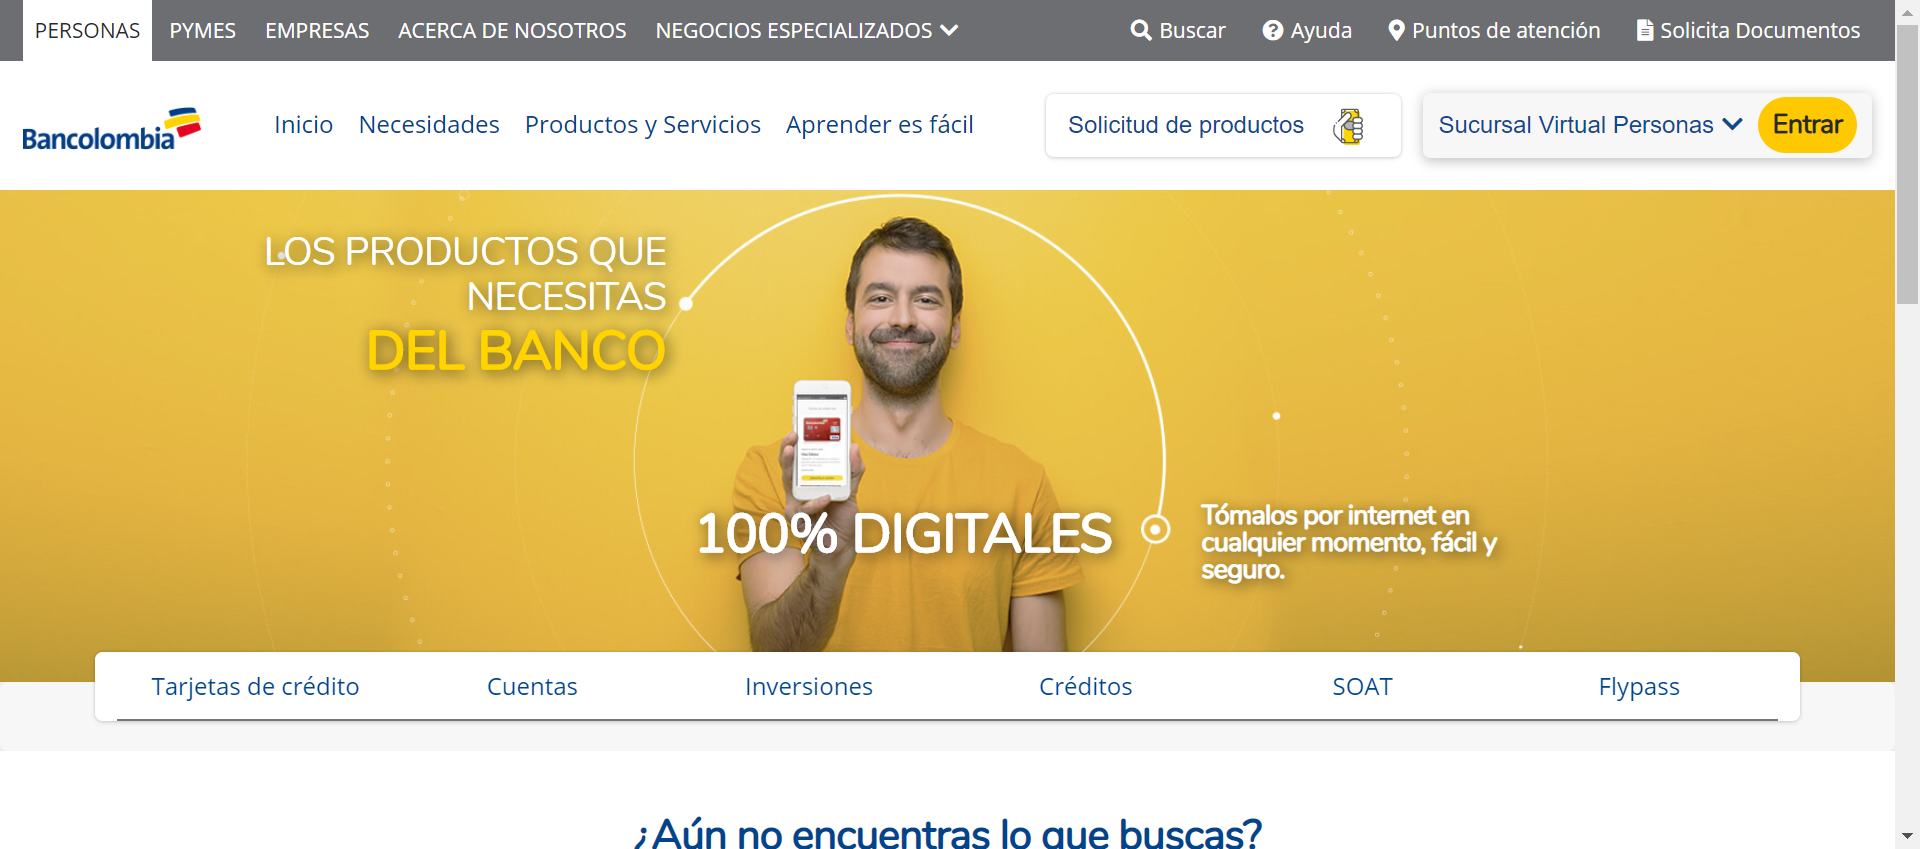 PERSONAS PYMES EMPRESAS ACERCA DE NOSOTROS NEGOCIOS ESPECIALIZADOS Buscar Ayuda Puntos de atención Solicita Documentos
Bancolombia Inicio Necesidades Productos y Servicios Aprender es fácil Solicitud de productos Sucursal Virtual Personas Entrar
LOS PRODUCTOS QUE
NECESITAS
DEL BANCO
100% DIGITALES
Tómalos por internet en
cualquier momento, fácil y
seguro.
Tarjetas de crédito Cuentas Inversiones Créditos SOAT Flypass
¿Aún no encuentras lo que buscas?